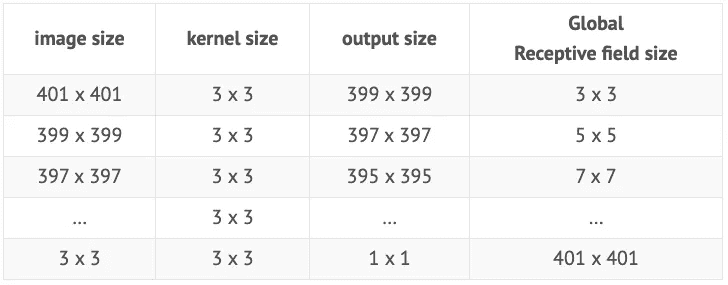 image size kernel size output size Global
Receptive field size
401 x 401 3 x 3 399 x 399 3 x 3
399 x 399 3 x 3 397 x 397 5 x 5
397 x 397 3 x 3 395 x 395 7 x 7
... 3 x 3 ... ...
3 x 3 3 x 3 1 x 1 401 x 401